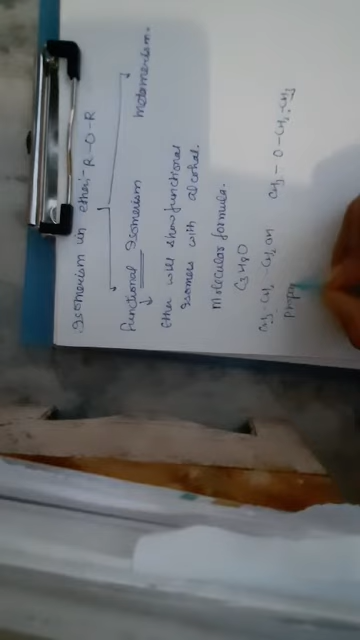 Isomerism in ether:- R-O-R
Functional Isomerism metamerism.
ether will show functional
isomers with alcohol.
Molecular formula.
C3H8O
CH3-CH2-CH2OH CH3-O-CH2-CH3
Propa